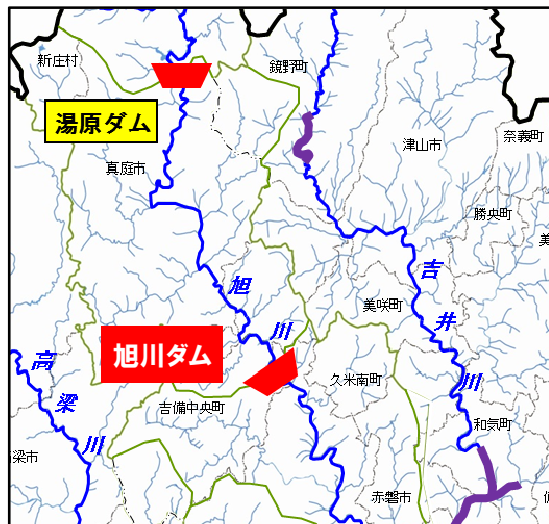 新庄村
鏡野町
湯原ダム
津山市
奈義町
真庭市
勝央町
美
旭川
吉井川
美咲町
旭川ダム
高梁川
久米南町
吉備中央町
和気町
梁市
赤磐市